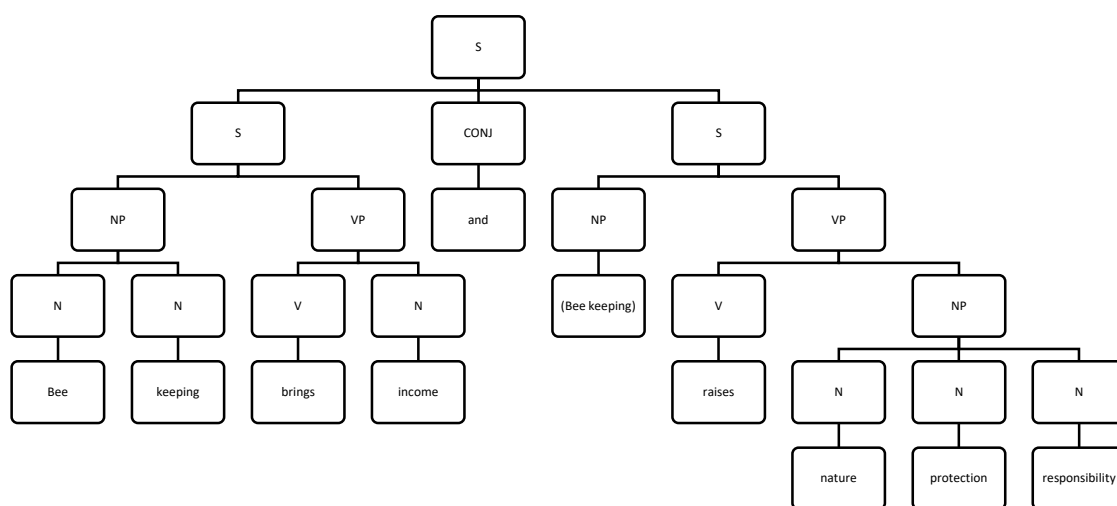 S
S CONJ S
NP VP and NP VP
N N V N (Bee keeping) V NP
Bee keeping brings income raises N N N
nature protection responsibility